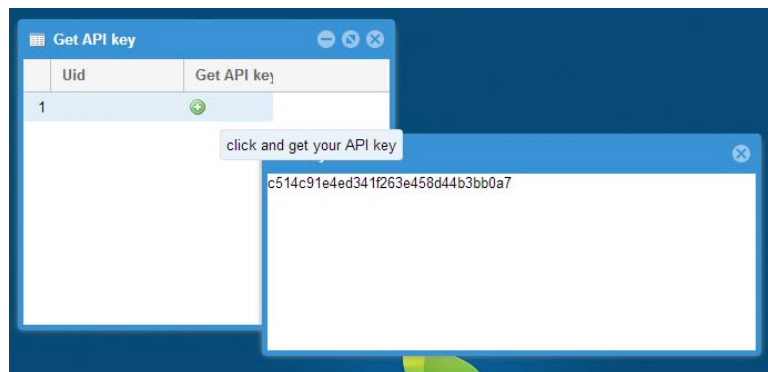 Get API key
Uid Get API key
1
click and get your API key
c514c91e4ed341f263e458d44b3bb0a7